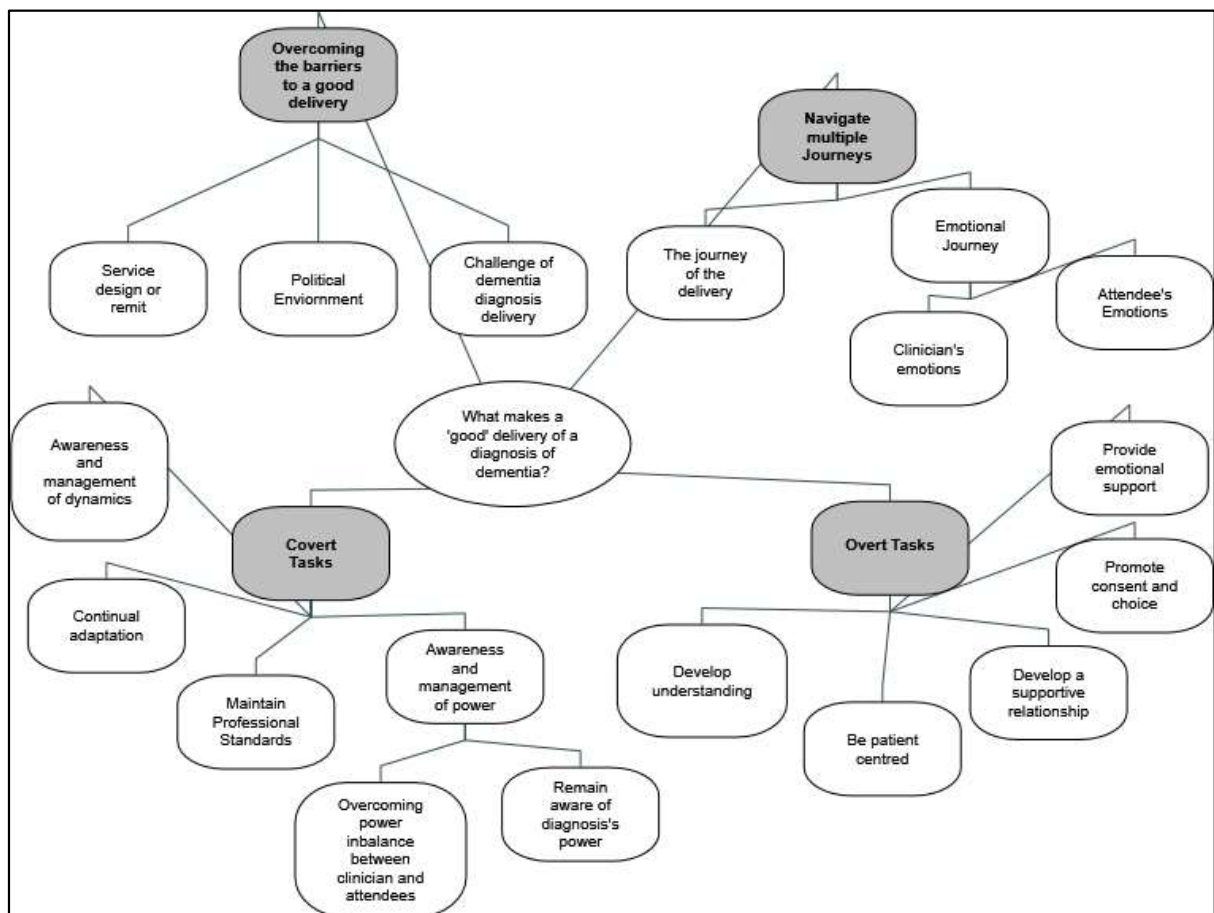 Overcoming
the barriers
to a good
delivery
Navigate
multiple
Journeys
Service
design or
remit
Political
Enviornment
Challenge of
dementia
diagnosis
delivery
The journey
of the
delivery
Emotional
Journey
Attendee's
Emotions
Clinician's
emotions
What makes a
'good' delivery of a
diagnosis of
dementia?
Awareness
and
management
of dynamics
Provide
emotional
support
Covert
Tasks
Overt Tasks
Promote
consent and
choice
Continual
adaptation
Maintain
Professional
Standards
Awareness
and
management
of power
Develop
understanding
Be patient
centred
Develop a
supportive
relationship
Overcoming
power
inbalance
between
clinician and
attendees
Remain
aware of
diagnosis's
power